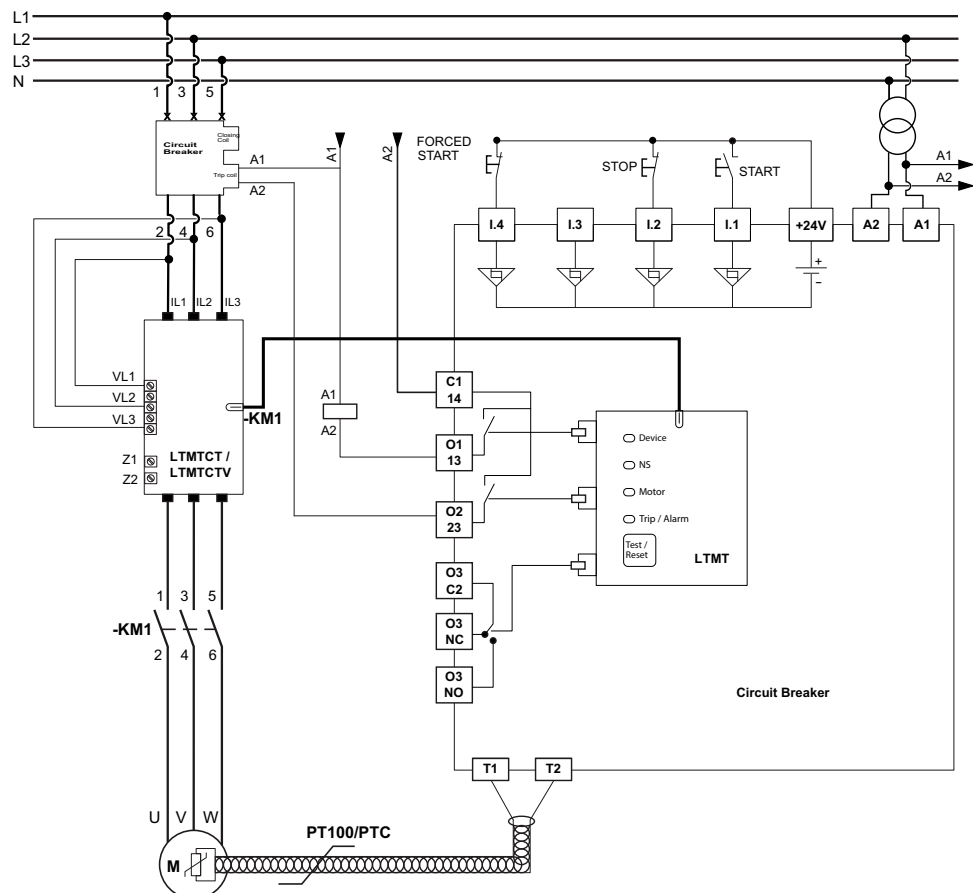 L1
L2
L3
N
1 3 5
Circuit
Breaker
Closing
Coil
Trip coil
A1
A2
A1
A2
FORCED
START
STOP
START
A1
A2
I.4
I.3
I.2
I.1
+24V
A2
A1
+
–
2 4 6
IL1 IL2 IL3
VL1
VL2
VL3
Z1
Z2
-KM1
LTMTCT /
LTMTCTV
A1
A2
C1
14
O1
13
O2
23
O3
C2
O3
NC
O3
NO
Device
NS
Motor
Trip / Alarm
Test /
Reset
LTMT
Circuit Breaker
1 3 5
-KM1
2 4 6
T1
T2
U V W
M
PT100/PTC